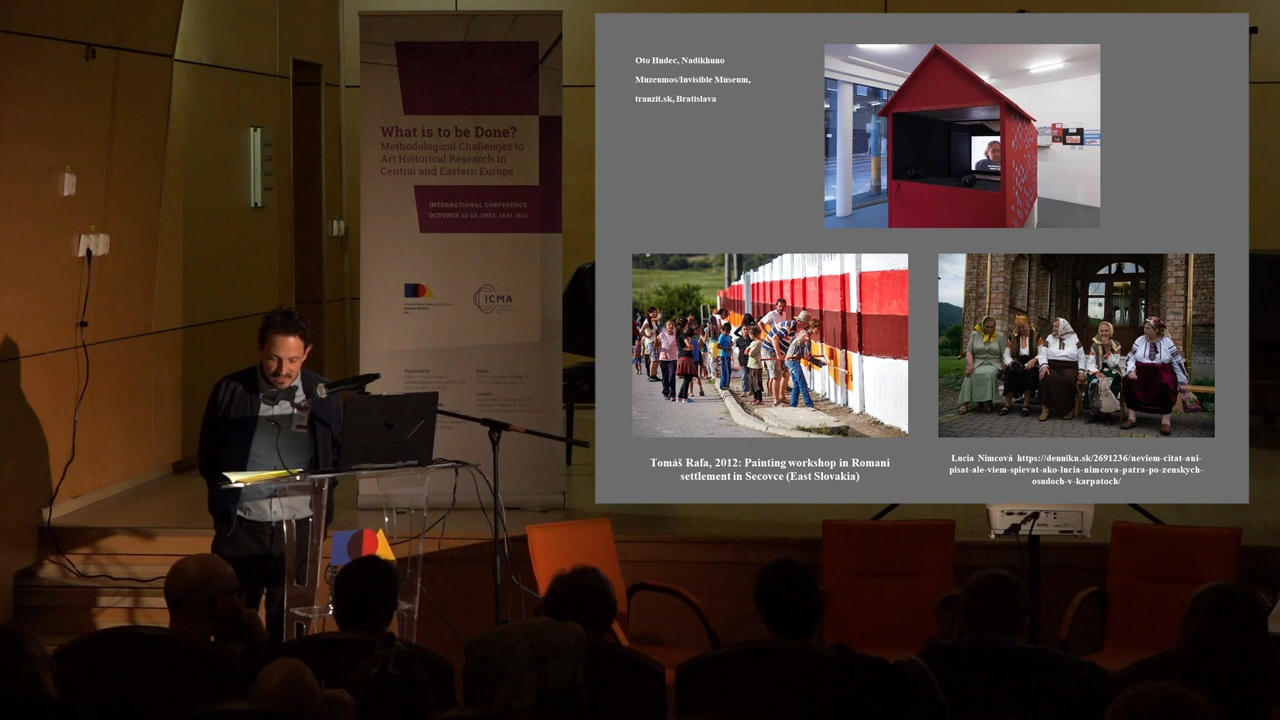 What is to be Done?
Methodological Challenges to
Art Historical Research in
Central and Eastern Europe
INTERNATIONAL CONFERENCE
ICMA
Oto Hudec, Nadikhuno
Muzeumos/Invisible Museum,
tranzit.sk, Bratislava
Tomáš Rafa, 2012: Painting workshop in Romani
settlement in Secovce (East Slovakia)
Lucia Nimcová https://dennikn.sk/2691236/neviem-citat-ani-
pisat-ale-viem-spievat-ako-lucia-nimcova-patra-po-zenskych-
osudoch-v-karpatoch/